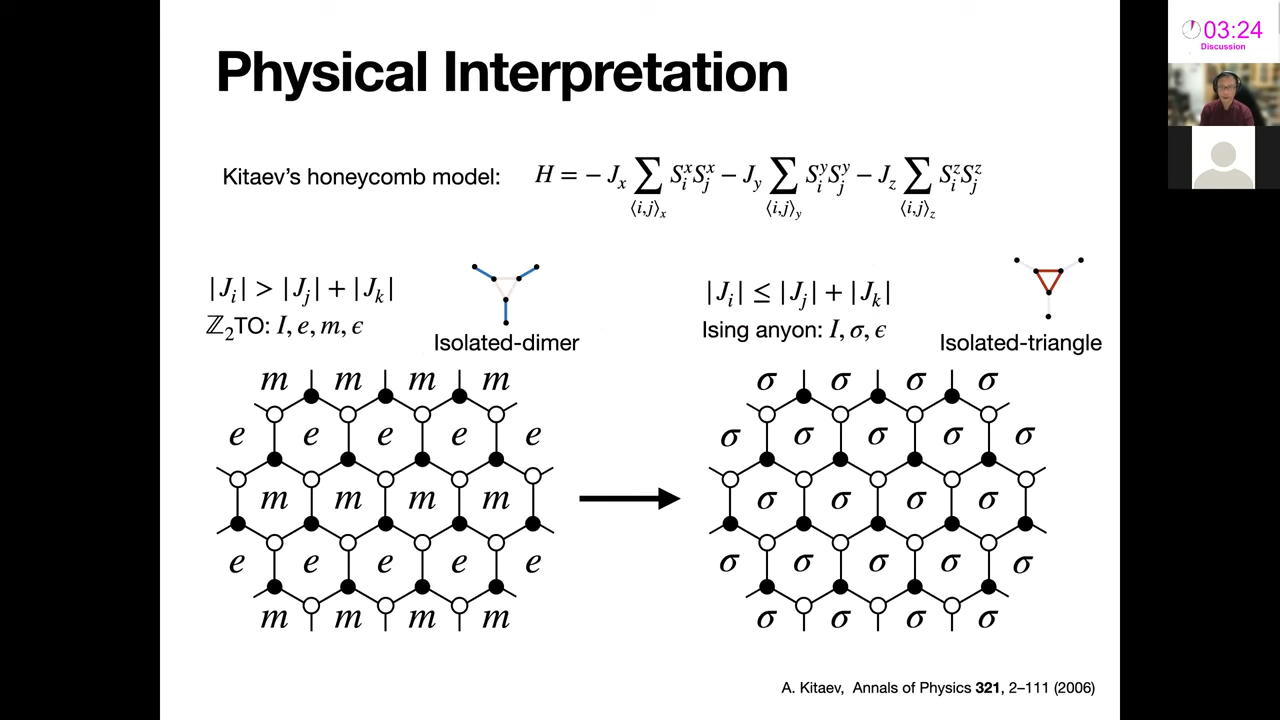 03:24
Discussion
Physical Interpretation
Kitaev's honeycomb model: H = − J_x ∑_{⟨i,j⟩_x} S_i^x S_j^x − J_y ∑_{⟨i,j⟩_y} S_i^y S_j^y − J_z ∑_{⟨i,j⟩_z} S_i^z S_j^z
|J_i| > |J_j| + |J_k|
ℤ₂TO: I, e, m, ϵ
Isolated-dimer
|J_i| ≤ |J_j| + |J_k|
Ising anyon: I, σ, ϵ
Isolated-triangle
m m m m
e e e e e
m m m m
e e e e e
m m m m
σ σ σ σ
σ σ σ σ σ
σ σ σ σ
σ σ σ σ σ
σ σ σ σ
A. Kitaev, Annals of Physics 321, 2–111 (2006)